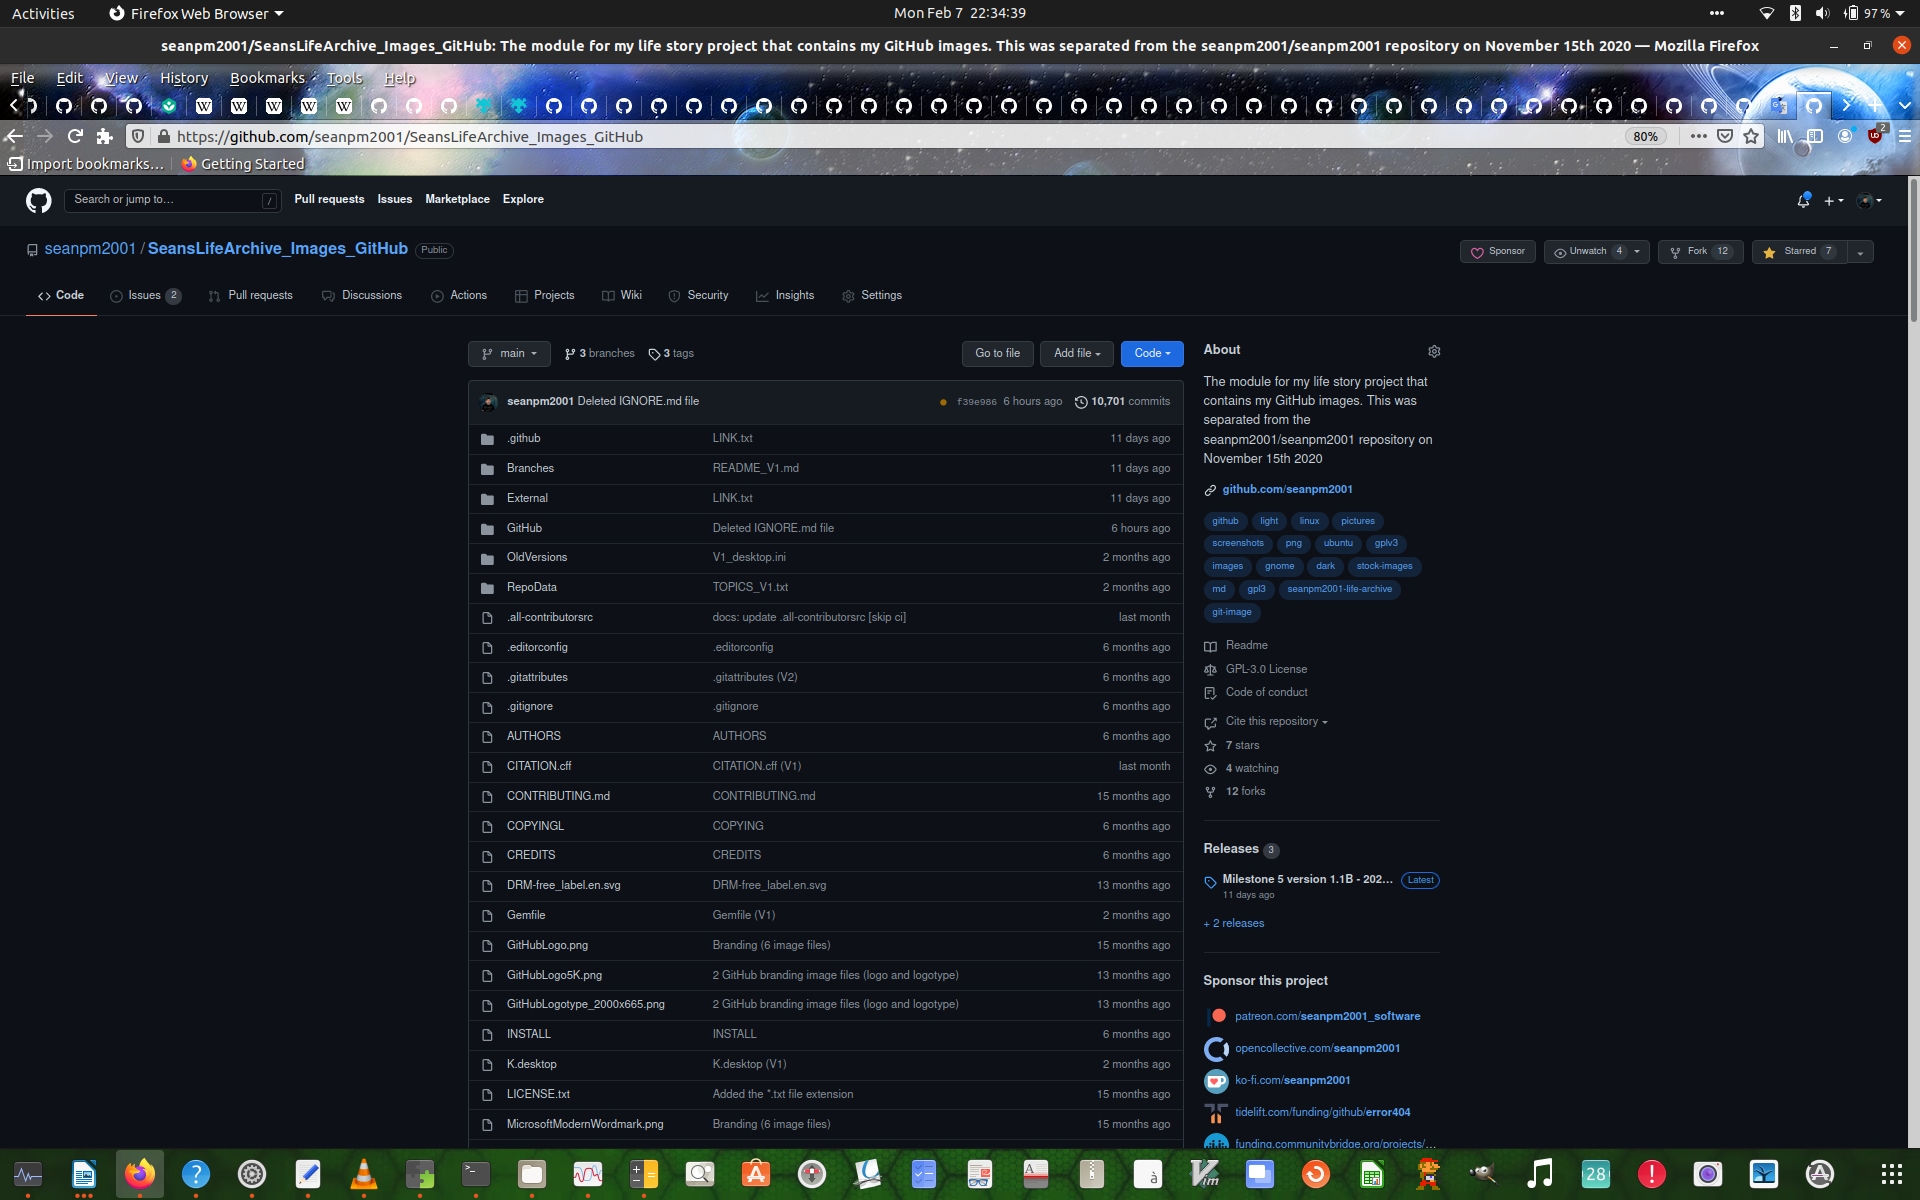 Activities
Firefox Web Browser
Mon Feb 7 22:34:39
97 %
seanpm2001/SeansLifeArchive_Images_GitHub: The module for my life story project that contains my GitHub images. This was separated from the seanpm2001/seanpm2001 repository on November 15th 2020 — Mozilla Firefox
File Edit View History Bookmarks Tools Help
https://github.com/seanpm2001/SeansLifeArchive_Images_GitHub
80%
2
Import bookmarks… Getting Started
Search or jump to… /
Pull requests Issues Marketplace Explore
seanpm2001 / SeansLifeArchive_Images_GitHub Public
Sponsor Unwatch 4 Fork 12 Starred 7
Code Issues 2 Pull requests Discussions Actions Projects Wiki Security Insights Settings
main 3 branches 3 tags Go to file Add file Code
seanpm2001 Deleted IGNORE.md file f39e986 6 hours ago 10,701 commits
.github LINK.txt 11 days ago
Branches README_V1.md 11 days ago
External LINK.txt 11 days ago
GitHub Deleted IGNORE.md file 6 hours ago
OldVersions V1_desktop.ini 2 months ago
RepoData TOPICS_V1.txt 2 months ago
.all-contributorsrc docs: update .all-contributorsrc [skip ci] last month
.editorconfig .editorconfig 6 months ago
.gitattributes .gitattributes (V2) 6 months ago
.gitignore .gitignore 6 months ago
AUTHORS AUTHORS 6 months ago
CITATION.cff CITATION.cff (V1) last month
CONTRIBUTING.md CONTRIBUTING.md 15 months ago
COPYINGL COPYING 6 months ago
CREDITS CREDITS 6 months ago
DRM-free_label.en.svg DRM-free_label.en.svg 13 months ago
Gemfile Gemfile (V1) 2 months ago
GitHubLogo.png Branding (6 image files) 15 months ago
GitHubLogo5K.png 2 GitHub branding image files (logo and logotype) 13 months ago
GitHubLogotype_2000x665.png 2 GitHub branding image files (logo and logotype) 13 months ago
INSTALL INSTALL 6 months ago
K.desktop K.desktop (V1) 2 months ago
LICENSE.txt Added the *.txt file extension 15 months ago
MicrosoftModernWordmark.png Branding (6 image files) 15 months ago
About
The module for my life story project that
contains my GitHub images. This was
separated from the
seanpm2001/seanpm2001 repository on
November 15th 2020
github.com/seanpm2001
github light linux pictures
screenshots png ubuntu gplv3
images gnome dark stock-images
md gpl3 seanpm2001-life-archive
git-image
Readme
GPL-3.0 License
Code of conduct
Cite this repository
7 stars
4 watching
12 forks
Releases 3
Milestone 5 version 1.1B - 202… Latest
11 days ago
+ 2 releases
Sponsor this project
patreon.com/seanpm2001_software
opencollective.com/seanpm2001
ko-fi.com/seanpm2001
tidelift.com/funding/github/error404
funding.communitybridge.org/projects/…
28